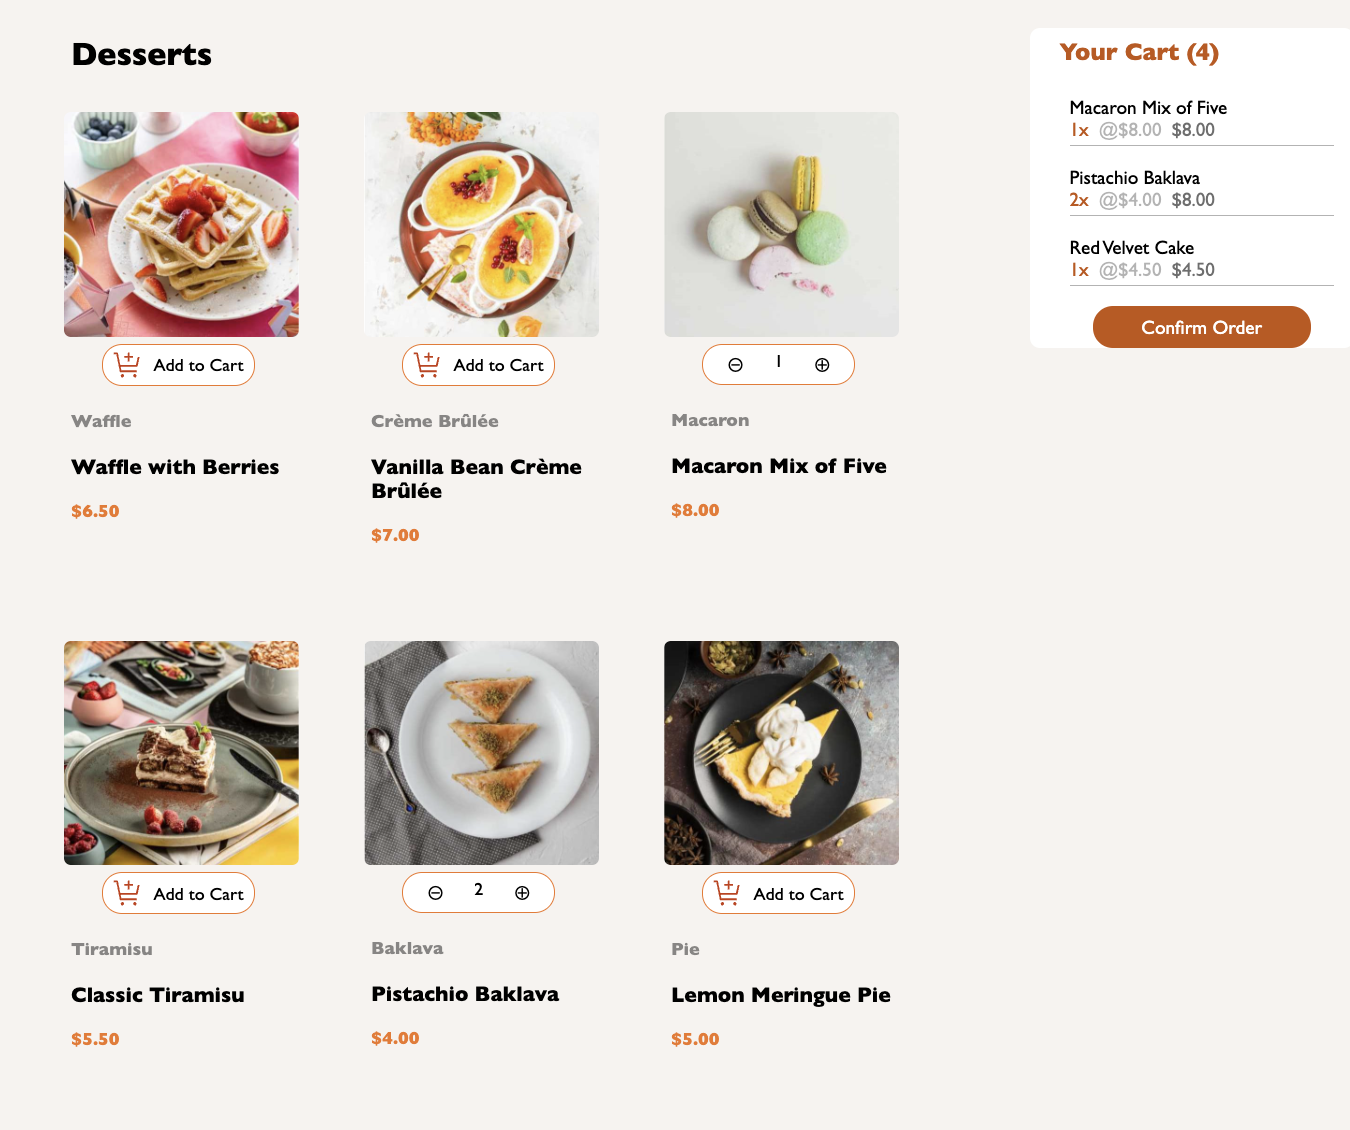 Desserts
Add to Cart
Waffle
Waffle with Berries
$6.50
Add to Cart
Crème Brûlée
Vanilla Bean Crème
Brûlée
$7.00
1
Macaron
Macaron Mix of Five
$8.00
Add to Cart
Tiramisu
Classic Tiramisu
$5.50
2
Baklava
Pistachio Baklava
$4.00
Add to Cart
Pie
Lemon Meringue Pie
$5.00
Your Cart (4)
Macaron Mix of Five
1x @$8.00 $8.00
Pistachio Baklava
2x @$4.00 $8.00
Red Velvet Cake
1x @$4.50 $4.50
Confirm Order